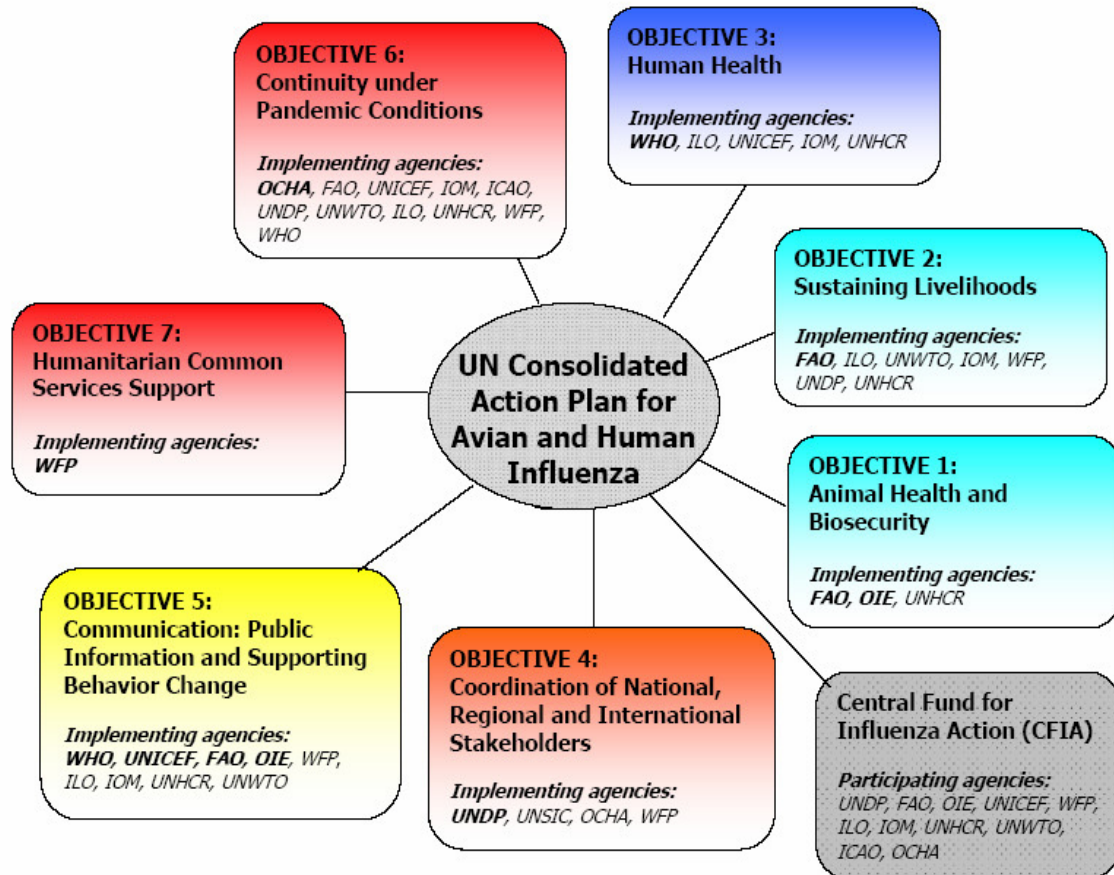 OBJECTIVE 6:
Continuity under
Pandemic Conditions
Implementing agencies:
OCHA, FAO, UNICEF, IOM, ICAO,
UNDP, UNWTO, ILO, UNHCR, WFP,
WHO
OBJECTIVE 3:
Human Health
Implementing agencies:
WHO, ILO, UNICEF, IOM, UNHCR
OBJECTIVE 2:
Sustaining Livelihoods
Implementing agencies:
FAO, ILO, UNWTO, IOM, WFP,
UNDP, UNHCR
OBJECTIVE 7:
Humanitarian Common
Services Support
Implementing agencies:
WFP
UN Consolidated
Action Plan for
Avian and Human
Influenza
OBJECTIVE 1:
Animal Health and
Biosecurity
Implementing agencies:
FAO, OIE, UNHCR
OBJECTIVE 5:
Communication: Public
Information and Supporting
Behavior Change
Implementing agencies:
WHO, UNICEF, FAO, OIE, WFP,
ILO, IOM, UNHCR, UNWTO
OBJECTIVE 4:
Coordination of National,
Regional and International
Stakeholders
Implementing agencies:
UNDP, UNSIC, OCHA, WFP
Central Fund for
Influenza Action (CFIA)
Participating agencies:
UNDP, FAO, OIE, UNICEF, WFP,
ILO, IOM, UNHCR, UNWTO,
ICAO, OCHA